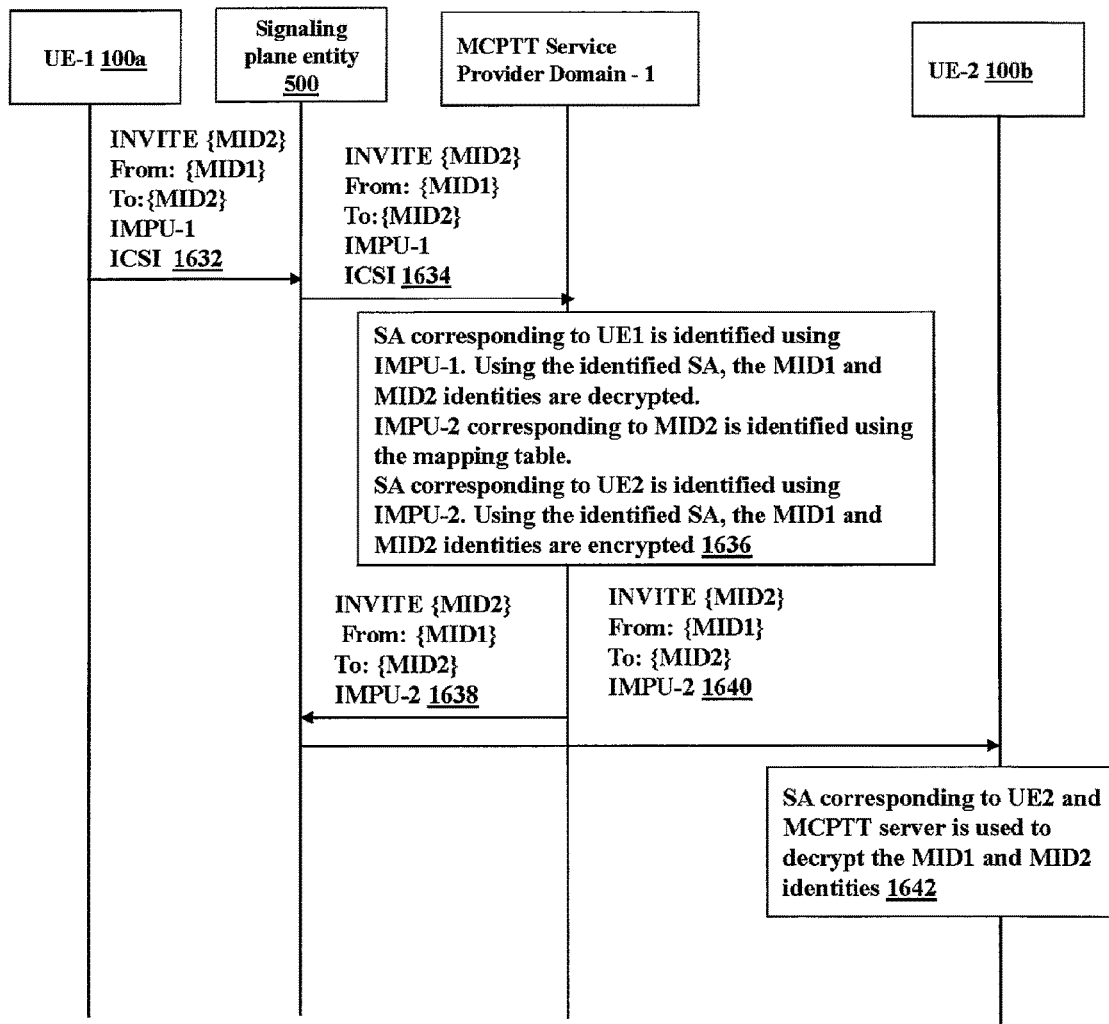 UE-1 100a
Signaling
plane entity
500
MCPTT Service
Provider Domain - 1
UE-2 100b
INVITE {MID2}
From: {MID1}
To:{MID2}
IMPU-1
ICSI 1632
INVITE {MID2}
From: {MID1}
To:{MID2}
IMPU-1
ICSI 1634
SA corresponding to UE1 is identified using
IMPU-1. Using the identified SA, the MID1 and
MID2 identities are decrypted.
IMPU-2 corresponding to MID2 is identified using
the mapping table.
SA corresponding to UE2 is identified using
IMPU-2. Using the identified SA, the MID1 and
MID2 identities are encrypted 1636
INVITE {MID2}
From: {MID1}
To: {MID2}
IMPU-2 1638
INVITE {MID2}
From: {MID1}
To: {MID2}
IMPU-2 1640
SA corresponding to UE2 and
MCPTT server is used to
decrypt the MID1 and MID2
identities 1642